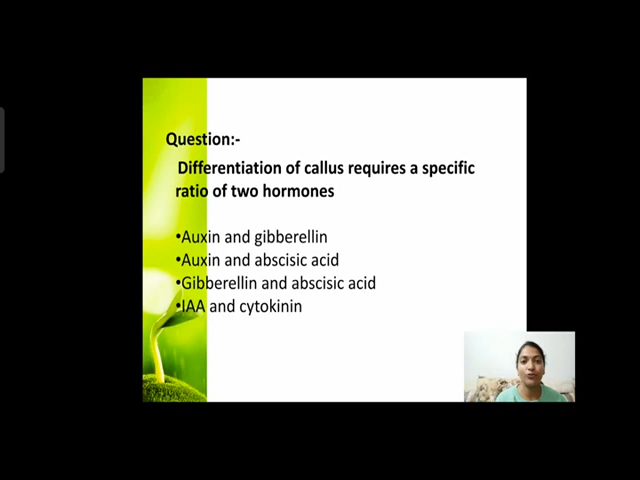 Question:-
Differentiation of callus requires a specific
ratio of two hormones
•Auxin and gibberellin
•Auxin and abscisic acid
•Gibberellin and abscisic acid
•IAA and cytokinin